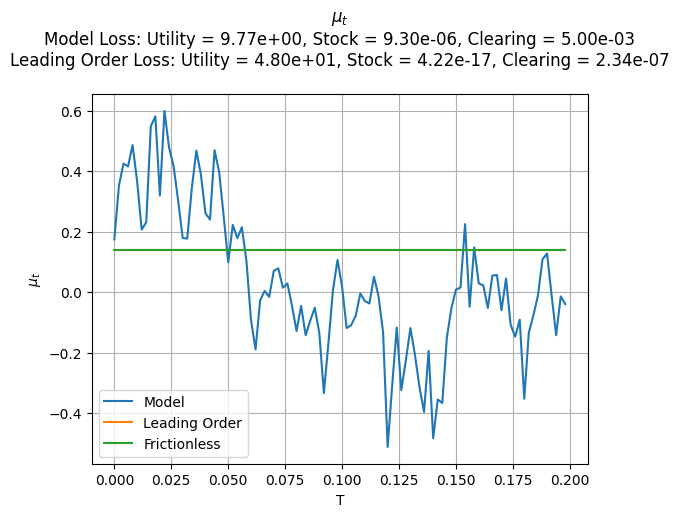 μt
Model Loss: Utility = 9.77e+00, Stock = 9.30e-06, Clearing = 5.00e-03
Leading Order Loss: Utility = 4.80e+01, Stock = 4.22e-17, Clearing = 2.34e-07
0.6
0.4
0.2
0.0
−0.2
−0.4
μt
Model
Leading Order
Frictionless
0.000
0.025
0.050
0.075
0.100
0.125
0.150
0.175
0.200
T